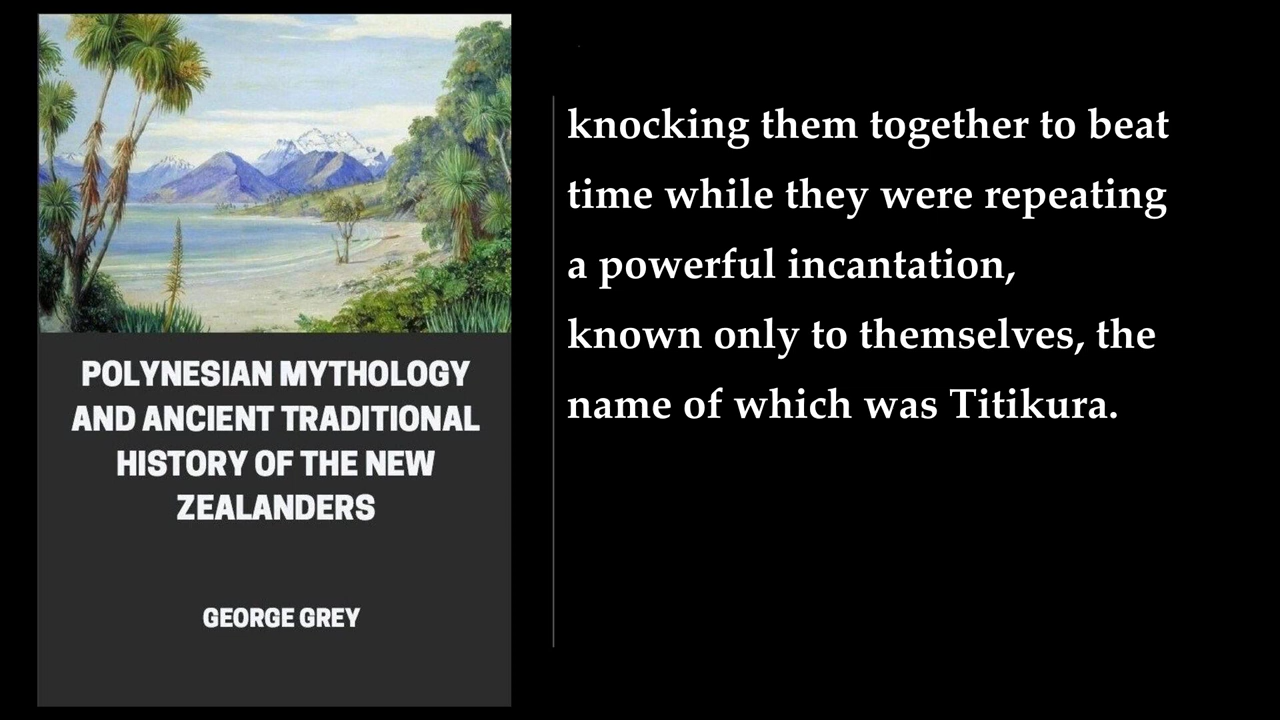 POLYNESIAN MYTHOLOGY
AND ANCIENT TRADITIONAL
HISTORY OF THE NEW
ZEALANDERS
GEORGE GREY
knocking them together to beat
time while they were repeating
a powerful incantation,
known only to themselves, the
name of which was Titikura.